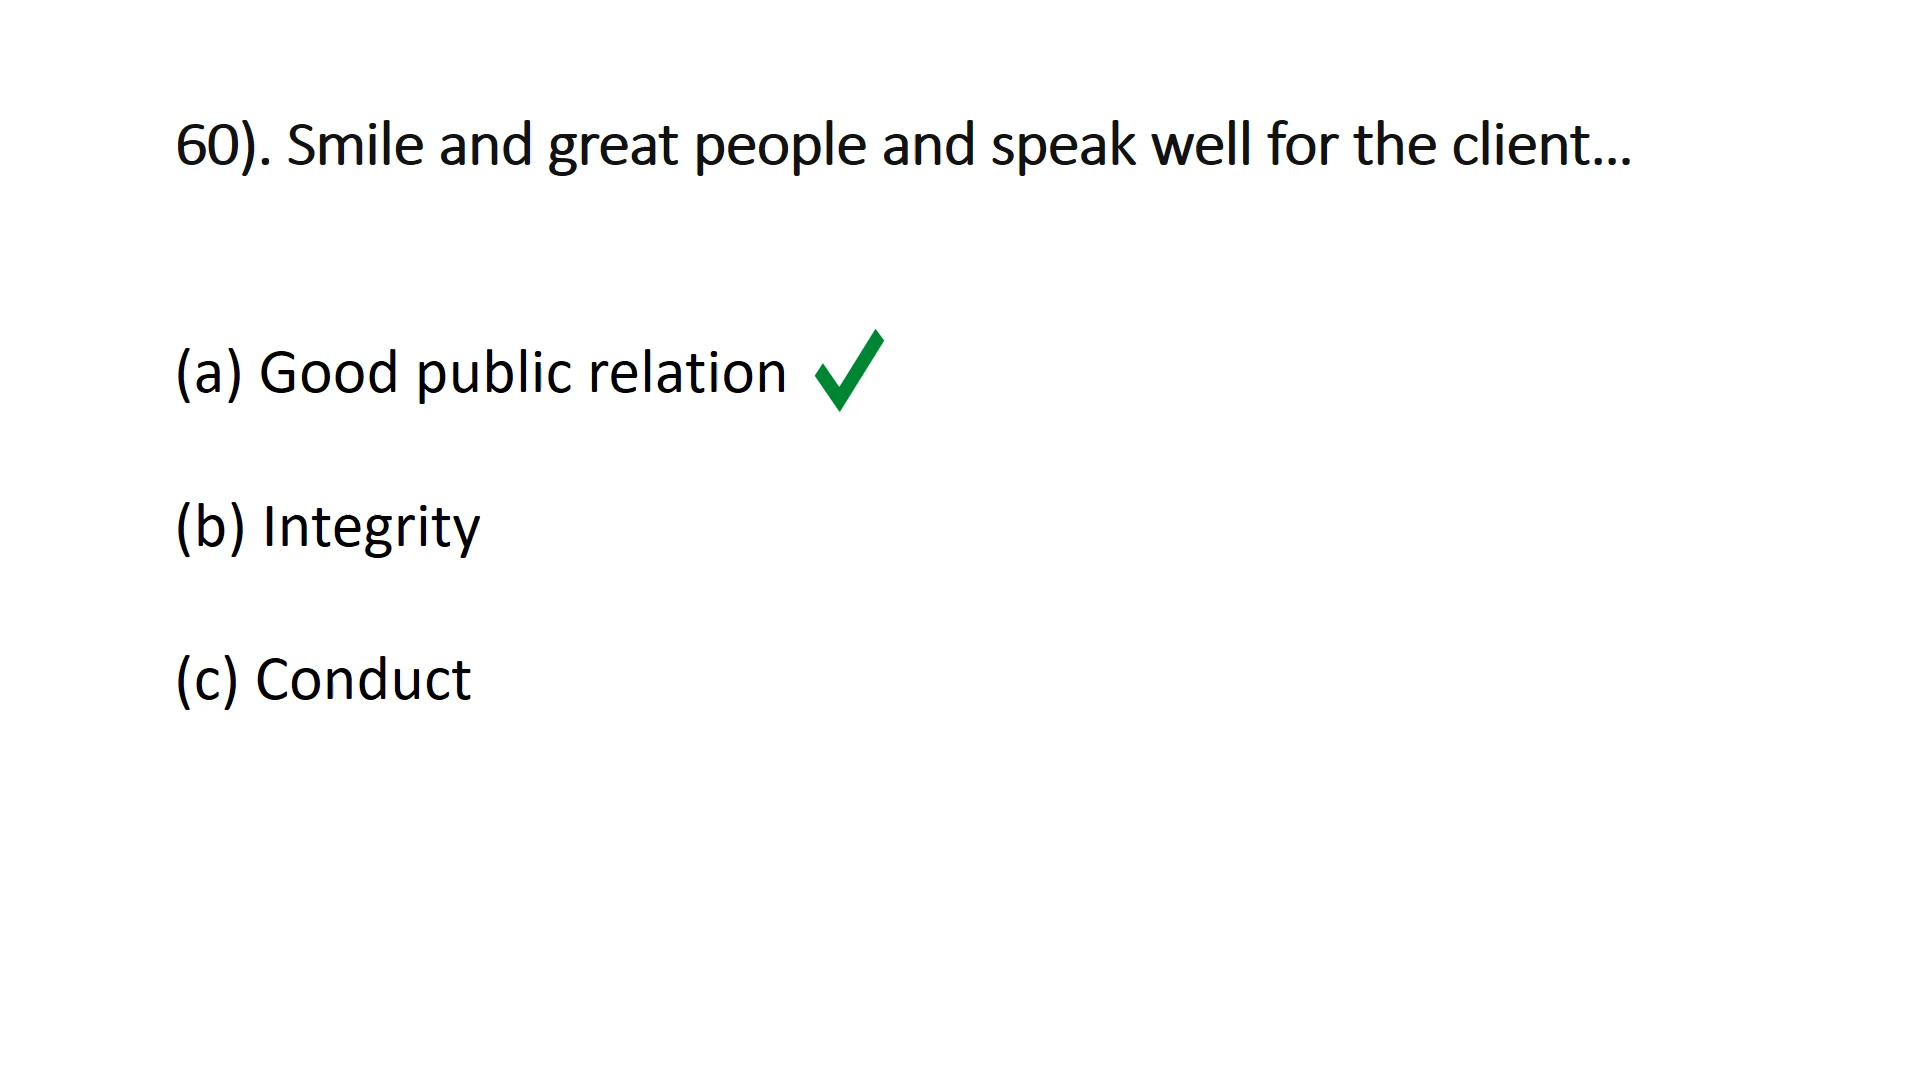 60). Smile and great people and speak well for the client...
(a) Good public relation
(b) Integrity
(c) Conduct